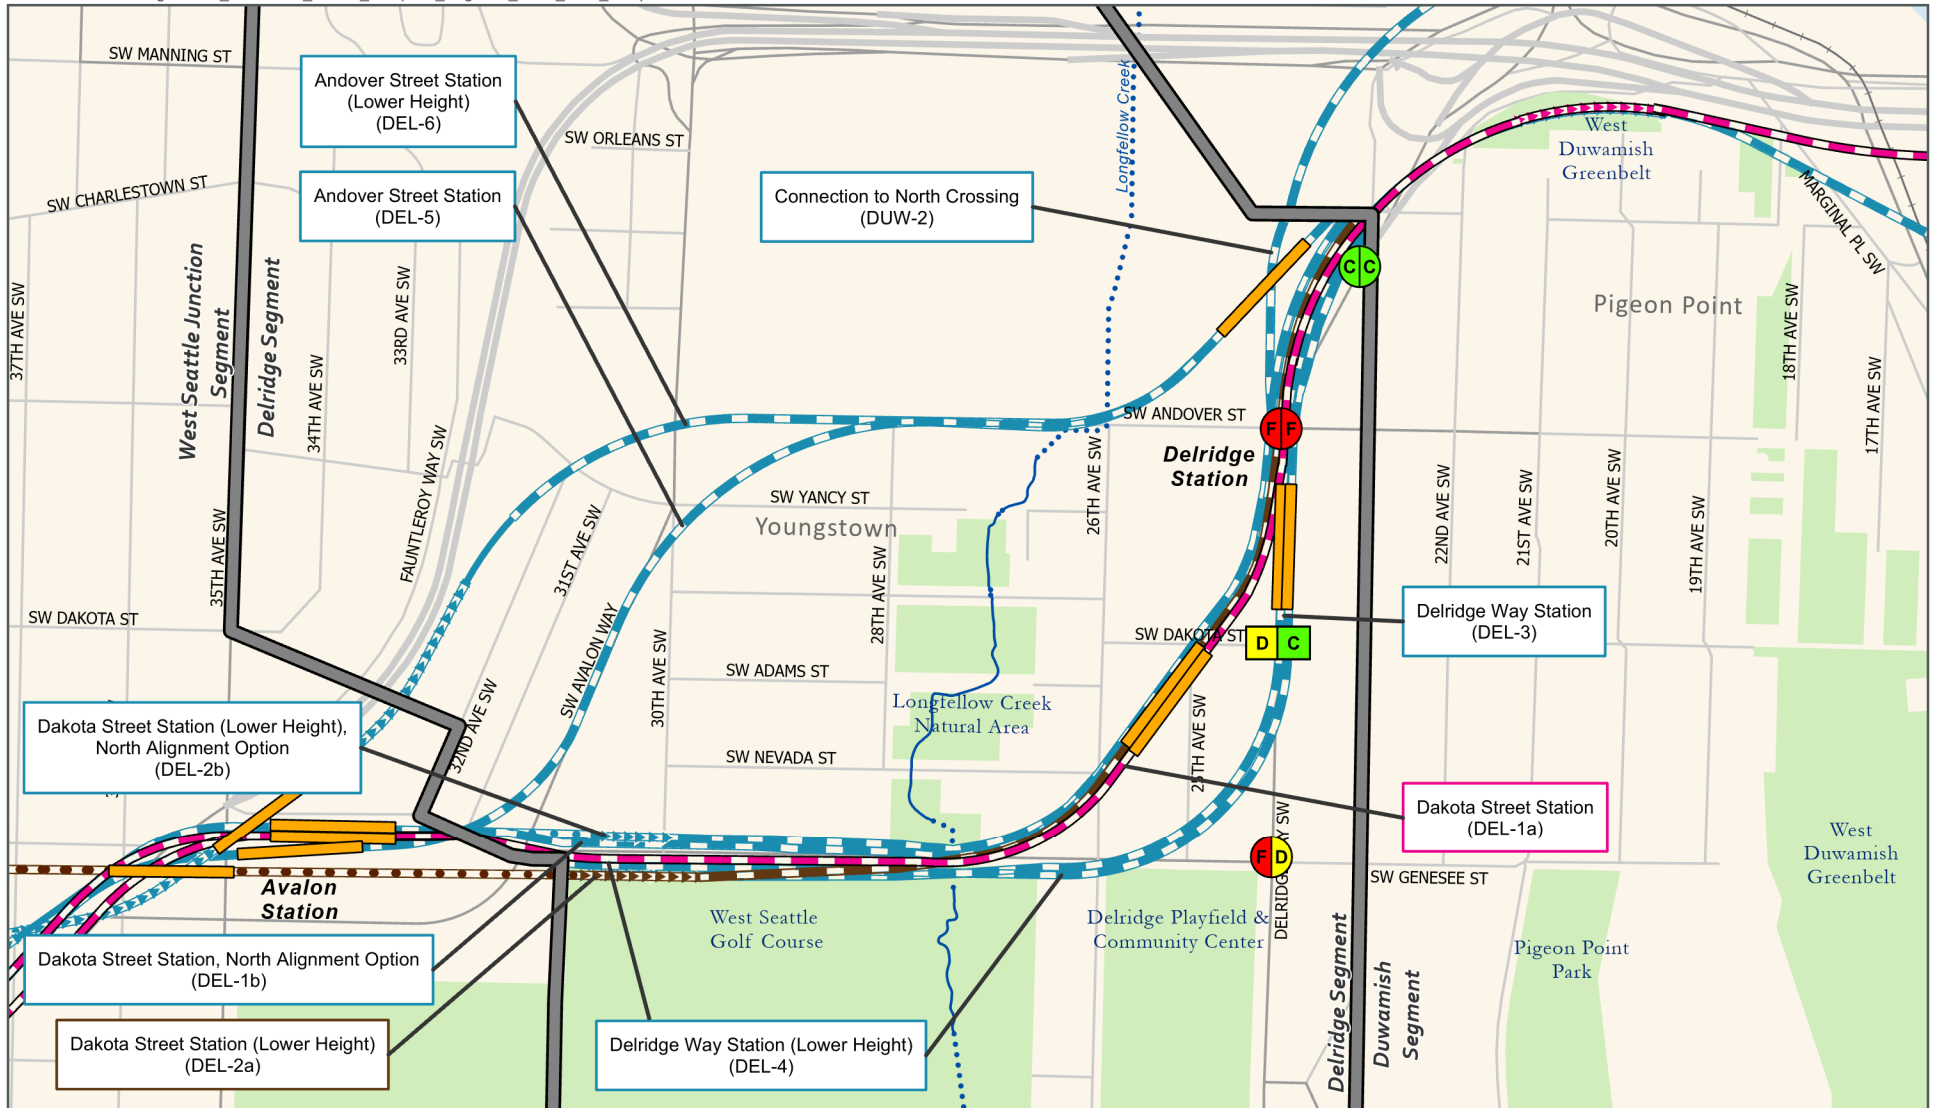 SW MANNING ST
Andover Street Station
(Lower Height)
(DEL-6)
SW ORLEANS ST
Longfellow Creek
West
Duwamish
Greenbelt
SW CHARLESTOWN ST
Andover Street Station
(DEL-5)
Connection to North Crossing
(DUW-2)
MARGINAL PL SW
C C
Pigeon Point
West Seattle Junction
Segment
Delridge Segment
37TH AVE SW
33RD AVE SW
34TH AVE SW
18TH AVE SW
17TH AVE SW
SW ANDOVER ST
F F
Delridge
Station
FAUNTLEROY WAY SW
35TH AVE SW
SW YANCY ST
Youngstown
26TH AVE SW
22ND AVE SW
21ST AVE SW
20TH AVE SW
19TH AVE SW
31ST AVE SW
28TH AVE SW
SW DAKOTA ST
SW AVALON WAY
30TH AVE SW
SW DAKOTA ST
D C
Delridge Way Station
(DEL-3)
SW ADAMS ST
Longfellow Creek
Natural Area
32ND AVE SW
25TH AVE SW
Dakota Street Station (Lower Height),
North Alignment Option
(DEL-2b)
SW NEVADA ST
Dakota Street Station
(DEL-1a)
West
Duwamish
Greenbelt
F D
DELRIDGE WAY SW
SW GENESEE ST
Avalon
Station
West Seattle
Golf Course
Delridge Playfield &
Community Center
Pigeon Point
Park
Dakota Street Station, North Alignment Option
(DEL-1b)
Dakota Street Station (Lower Height)
(DEL-2a)
Delridge Way Station (Lower Height)
(DEL-4)
Delridge Segment
Duwamish
Segment